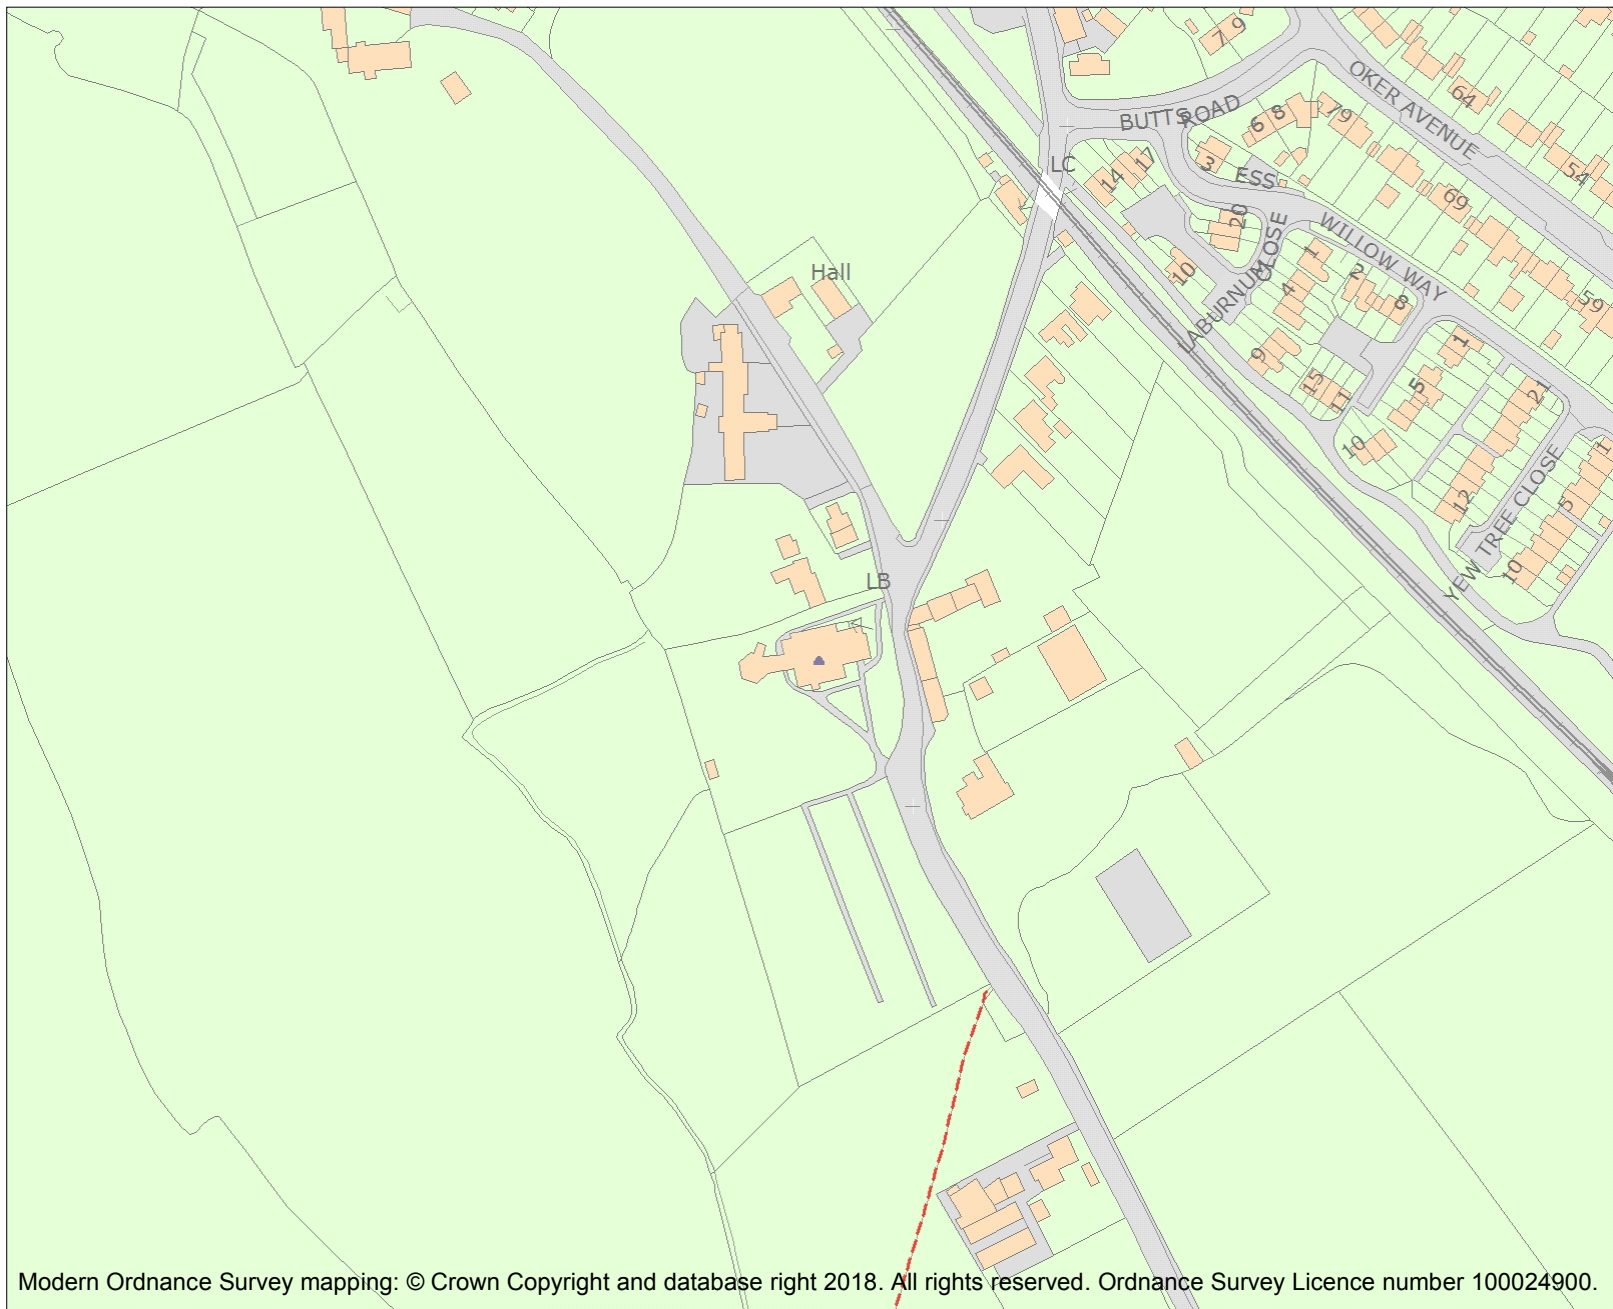 7 9
OKER AVENUE
64
BUTTS ROAD
6 8
79
54
LC
14
17
3
ESS
69
20
WILLOW WAY
LABURNUM CLOSE
10
1
2
4
8
59
Hall
9
15
11
1
5
21
10
12
1
5
YEW TREE CLOSE
10
LB
Modern Ordnance Survey mapping: © Crown Copyright and database right 2018. All rights reserved. Ordnance Survey Licence number 100024900.